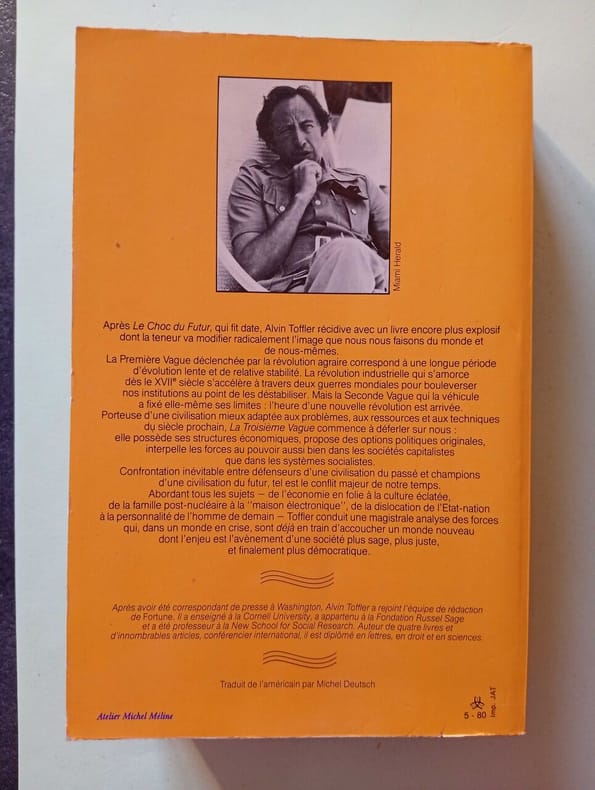 Miami Herald
Après Le Choc du Futur, qui fit date, Alvin Toffler récidive avec un livre encore plus explosif
dont la teneur va modifier radicalement l'image que nous nous faisons du monde et
de nous-mêmes.
La Première Vague déclenchée par la révolution agraire correspond à une longue période
d'évolution lente et de relative stabilité. La révolution industrielle qui s'amorce
dès le XVIIe siècle s'accélère à travers deux guerres mondiales pour bouleverser
nos institutions au point de les déstabiliser. Mais la Seconde Vague qui la véhicule
a fixé elle-même ses limites : l'heure d'une nouvelle révolution est arrivée.
Porteuse d'une civilisation mieux adaptée aux problèmes, aux ressources et aux techniques
du siècle prochain, La Troisième Vague commence à déferler sur nous :
elle possède ses structures économiques, propose des options politiques originales,
interpelle les forces au pouvoir aussi bien dans les sociétés capitalistes
que dans les systèmes socialistes.
Confrontation inévitable entre défenseurs d'une civilisation du passé et champions
d'une civilisation du futur, tel est le conflit majeur de notre temps.
Abordant tous les sujets — de l'économie en folie à la culture éclatée,
de la famille post-nucléaire à la ''maison électronique'', de la dislocation de l'Etat-nation
à la personnalité de l'homme de demain — Toffler conduit une magistrale analyse des forces
qui, dans un monde en crise, sont déjà en train d'accoucher un monde nouveau
dont l'enjeu est l'avènement d'une société plus sage, plus juste,
et finalement plus démocratique.
Après avoir été correspondant de presse à Washington, Alvin Toffler a rejoint l'équipe de rédaction
de Fortune. Il a enseigné à la Cornell University, a appartenu à la Fondation Russel Sage
et a été professeur à la New School for Social Research. Auteur de quatre livres et
d'innombrables articles, conférencier international, il est diplômé en lettres, en droit et en sciences.
Traduit de l'américain par Michel Deutsch
Atelier Michel Méline
5 - 80
Imp. JAT